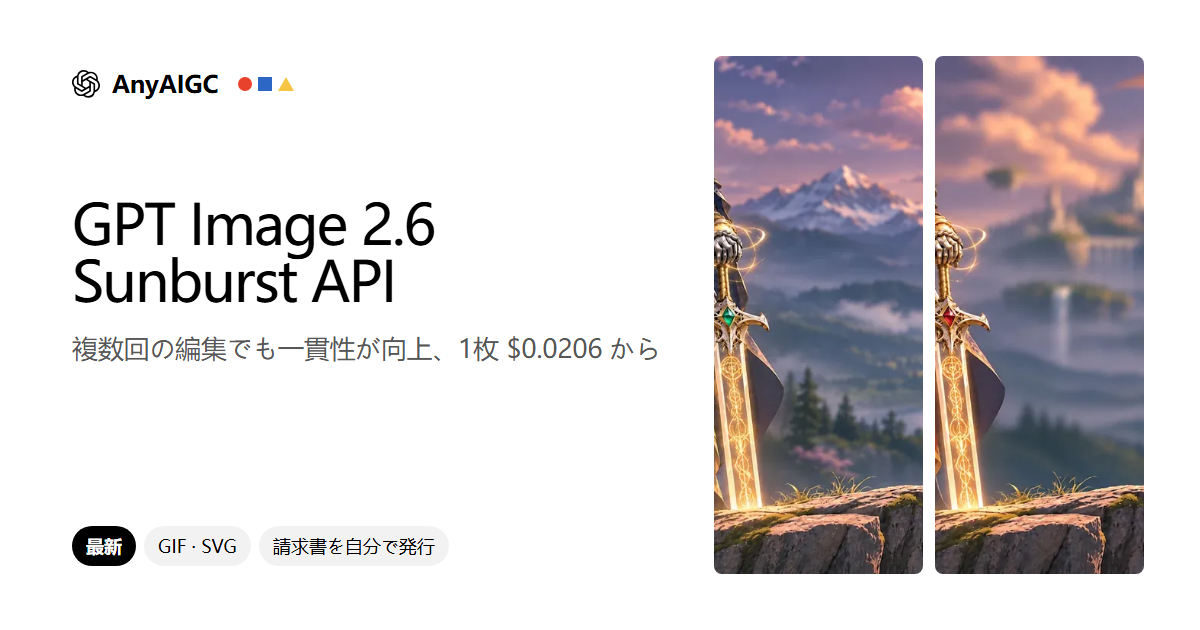 AnyAIGC
GPT Image 2.6
Sunburst API
複数回の編集でも一貫性が向上、1枚 $0.0206 から
最新
GIF · SVG
請求書を自分で発行